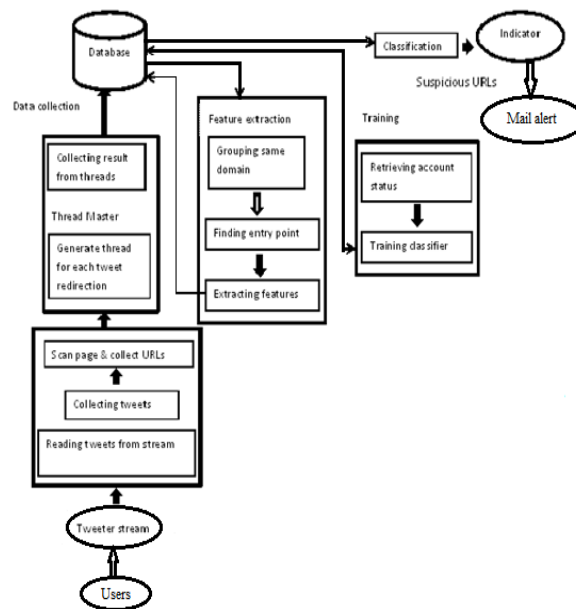 Database
Classification
Indicator
Suspicious URLs
Mail alert
Data collection
Collecting result
from threads
Thread Master
Generate thread
for each tweet
redirection
Feature extraction
Grouping same
domain
Finding entry point
Extracting features
Training
Retrieving account
status
Training classifier
Scan page & collect URLs
Collecting tweets
Reading tweets from stream
Tweeter stream
Users